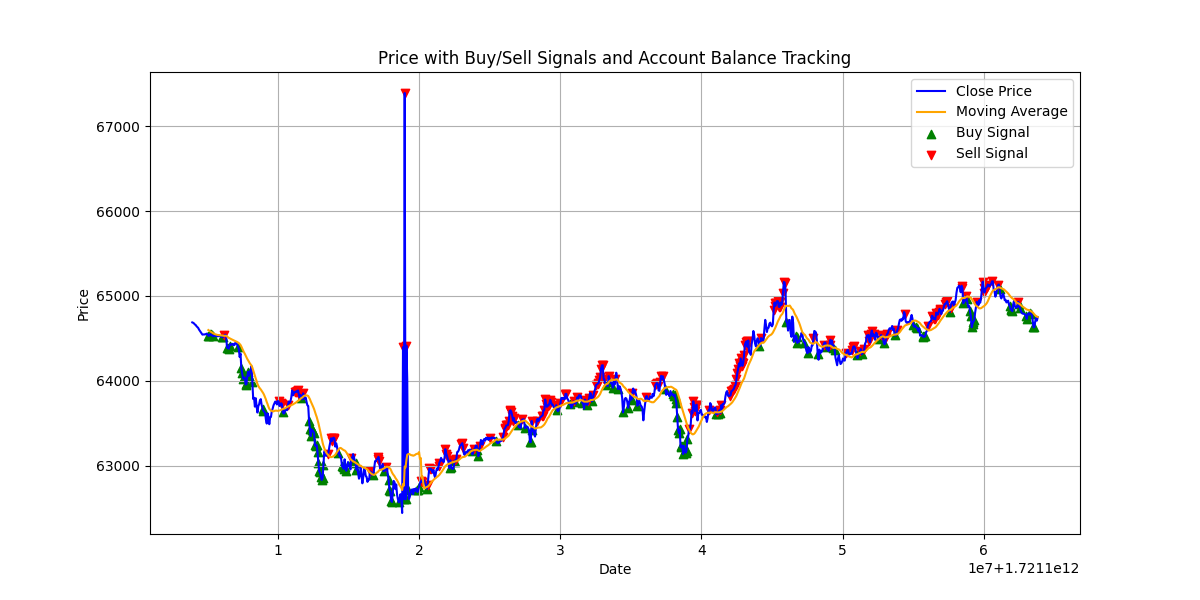 Price with Buy/Sell Signals and Account Balance Tracking
Close Price
Moving Average
Buy Signal
Sell Signal
Price
67000
66000
65000
64000
63000
1 2 3 4 5 6
Date
1e7+1.7211e12